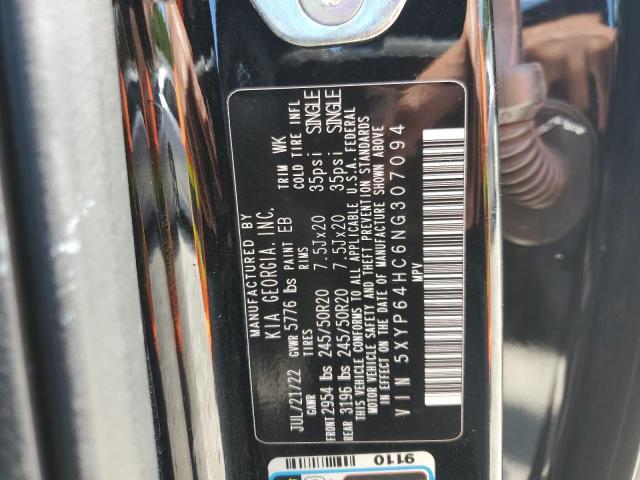 MANUFACTURED BY
KIA GEORGIA. INC.
JUL/21/22 GVWR 5776 lbs PAINT EB TRIM WK
GAWR TIRES RIMS COLD TIRE INFL
FRONT 2954 lbs 245/50R20 7.5Jx20 35psi SINGLE
REAR 3196 lbs 245/50R20 7.5Jx20 35psi SINGLE
THIS VEHICLE CONFORMS TO ALL APPLICABLE U.S.A. FEDERAL
MOTOR VEHICLE SAFETY AND THEFT PREVENTION STANDARDS
IN EFFECT ON THE DATE OF MANUFACTURE SHOWN ABOVE
VIN 5XYP64HC6NG307094
MPV
9110